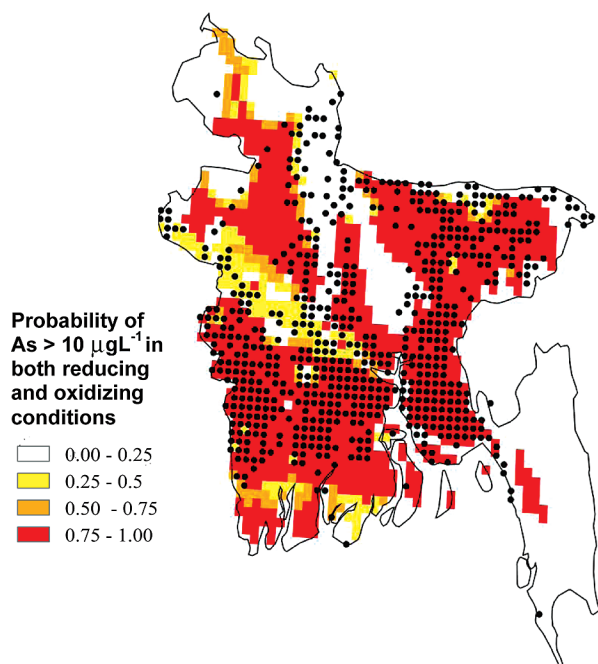 Probability of
As > 10 μgL⁻¹ in
both reducing
and oxidizing
conditions
0.00 - 0.25
0.25 - 0.5
0.50 - 0.75
0.75 - 1.00